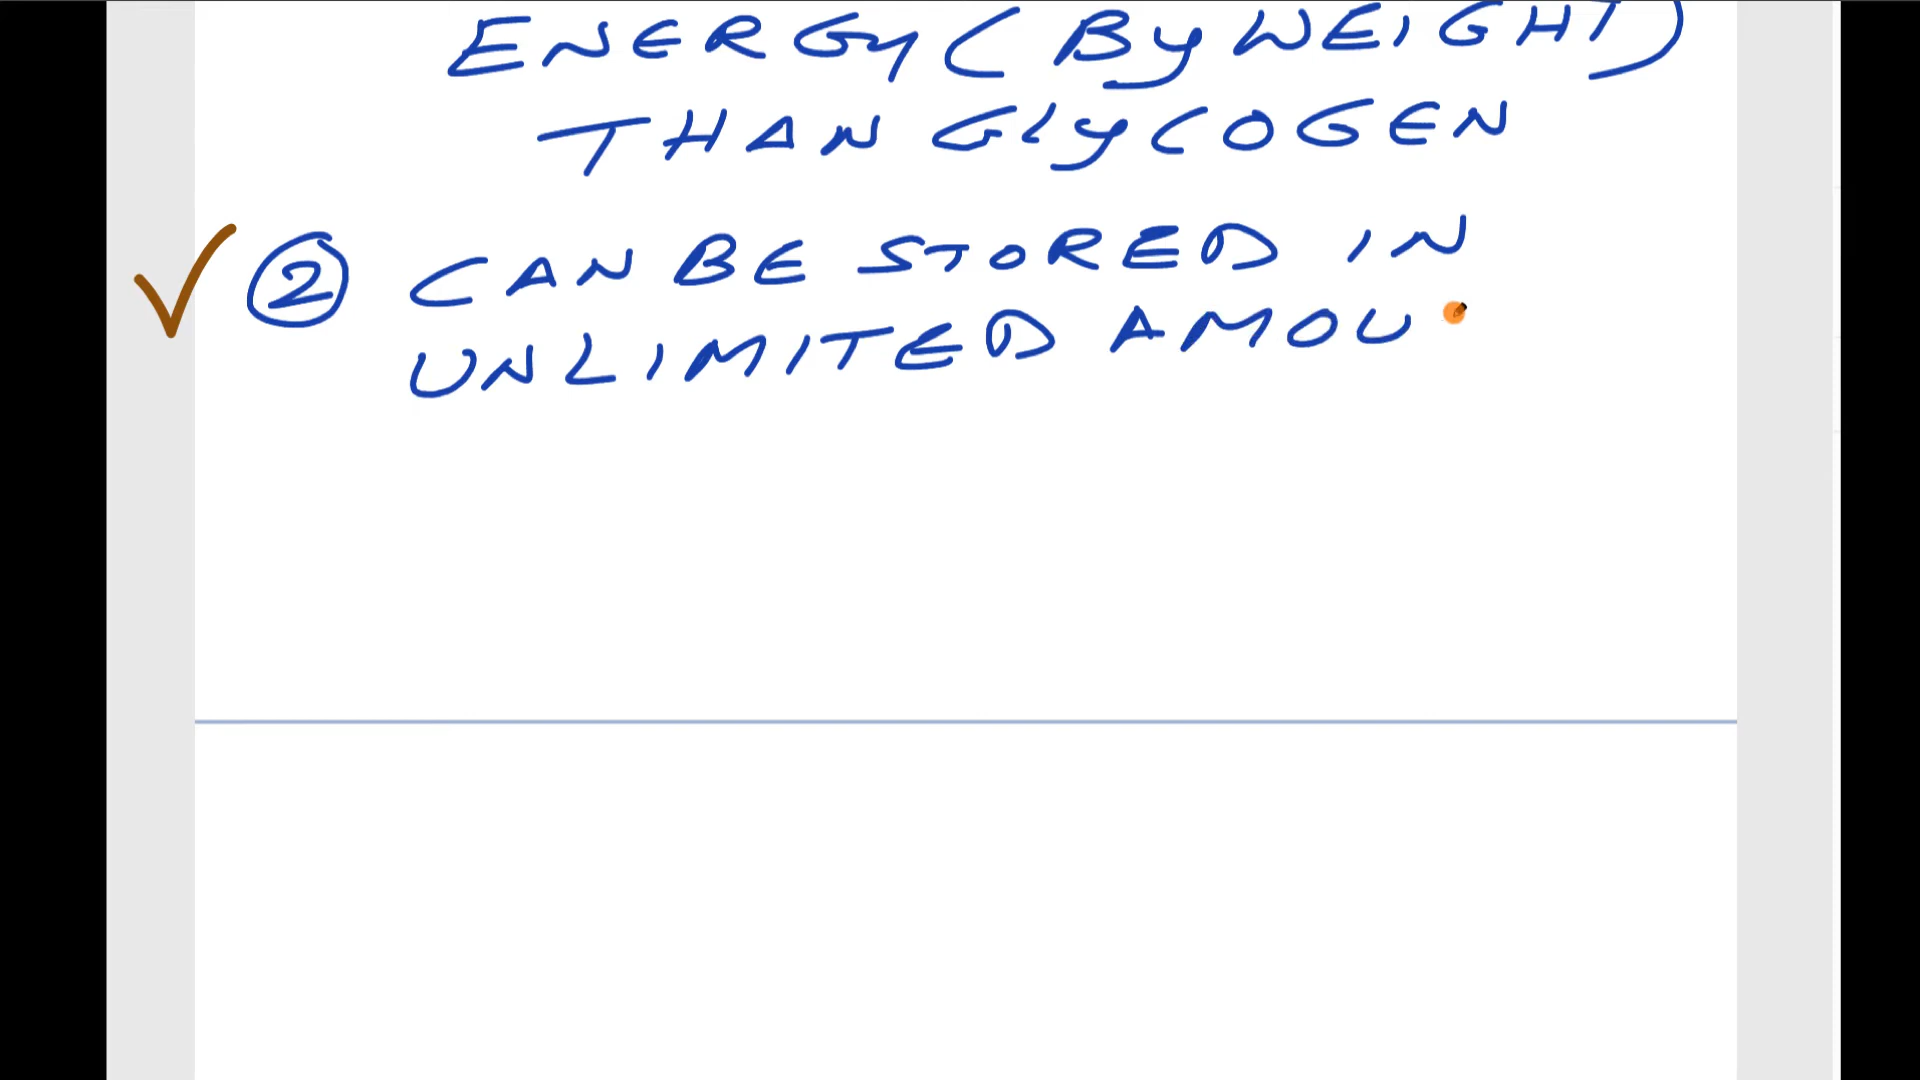 ENERGY (BY WEIGHT)
THAN GLYCOGEN
② CAN BE STORED IN
UNLIMITED AMOU